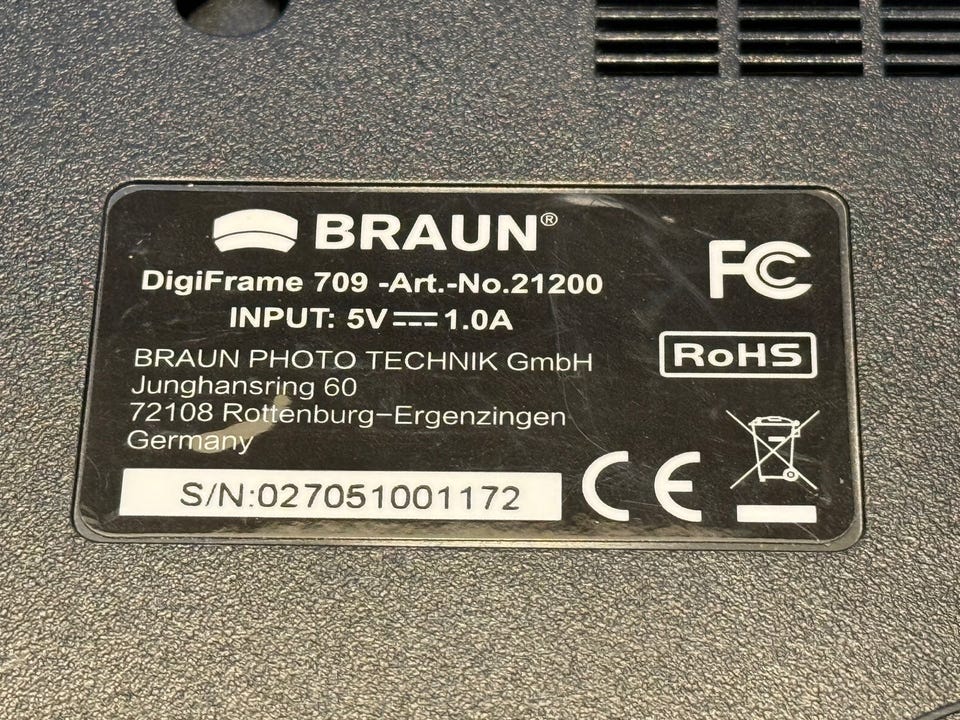 BRAUN®
DigiFrame 709 -Art.-No.21200
INPUT: 5V⎓1.0A
BRAUN PHOTO TECHNIK GmbH
Junghansring 60
72108 Rottenburg-Ergenzingen
Germany
S/N:027051001172
FC
RoHS
CE